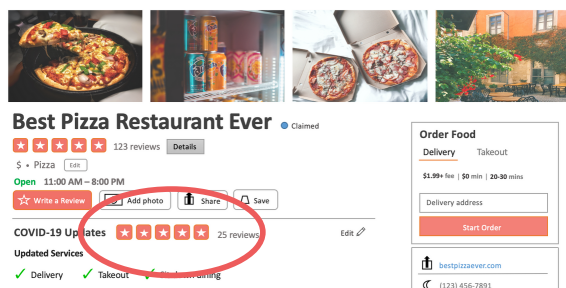 Best Pizza Restaurant Ever Claimed
123 reviews Details
$ • Pizza Edit
Open 11:00 AM – 8:00 PM
Write a Review Add photo Share Save
COVID-19 Updates 25 reviews Edit
Updated Services
Delivery Takeout dining
Order Food
Delivery Takeout
$1.99+ fee | $0 min | 20-30 mins
Delivery address
Start Order
bestpizzaever.com
(123) 456-7891